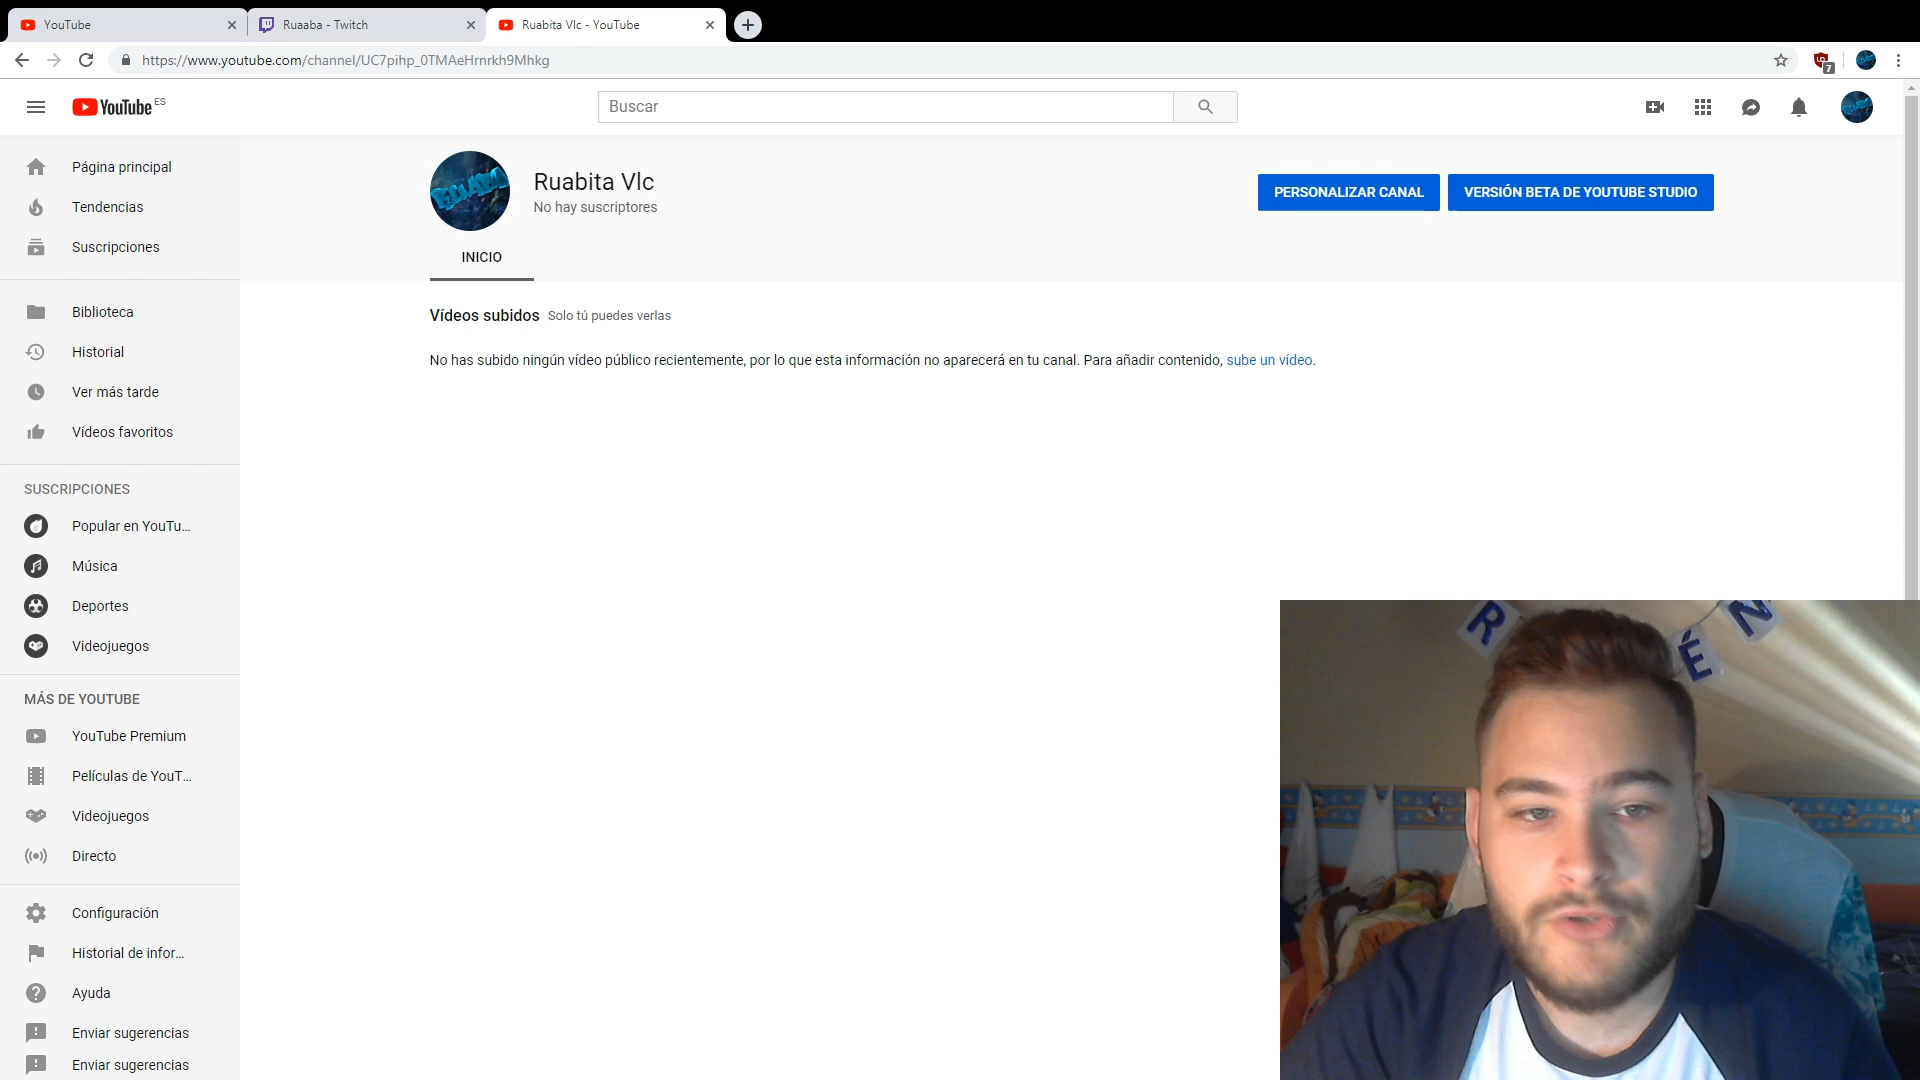 YouTube
Ruaaba - Twitch
Ruabita Vlc - YouTube
https://www.youtube.com/channel/UC7pihp_0TMAeHrnrkh9Mhkg
7
YouTube ES
Buscar
Página principal
Tendencias
Suscripciones
Biblioteca
Historial
Ver más tarde
Vídeos favoritos
SUSCRIPCIONES
Popular en YouTu...
Música
Deportes
Videojuegos
MÁS DE YOUTUBE
YouTube Premium
Películas de YouT...
Videojuegos
Directo
Configuración
Historial de infor...
Ayuda
Enviar sugerencias
Enviar sugerencias
RUAABA
Ruabita Vlc
No hay suscriptores
PERSONALIZAR CANAL
VERSIÓN BETA DE YOUTUBE STUDIO
INICIO
Vídeos subidos Solo tú puedes verlas
No has subido ningún vídeo público recientemente, por lo que esta información no aparecerá en tu canal. Para añadir contenido, sube un vídeo.
R É N